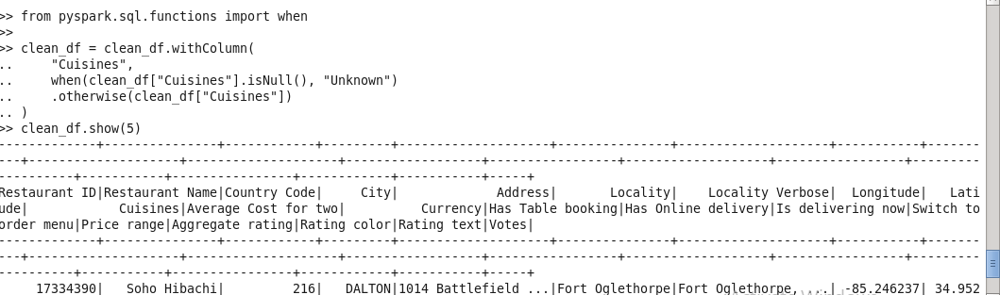 >> from pyspark.sql.functions import when
>>
>> clean_df = clean_df.withColumn(
..     "Cuisines",
..     when(clean_df["Cuisines"].isNull(), "Unknown")
..     .otherwise(clean_df["Cuisines"])
.. )
>> clean_df.show(5)
-------------+---------------+------------+---------+--------------------+---------------+--------------------+-----------+-------
---+--------------------+--------------------+------------------+-----------------+-------------------+-----------------+---------
----------+-----------+----------------+------------+-----------+-----+
Restaurant ID|Restaurant Name|Country Code|     City|             Address|       Locality|    Locality Verbose|  Longitude|   Lati
ude|            Cuisines|Average Cost for two|          Currency|Has Table booking|Has Online delivery|Is delivering now|Switch to
order menu|Price range|Aggregate rating|Rating color|Rating text|Votes|
-------------+---------------+------------+---------+--------------------+---------------+--------------------+-----------+-------
---+--------------------+--------------------+------------------+-----------------+-------------------+-----------------+---------
----------+-----------+----------------+------------+-----------+-----+
     17334390|   Soho Hibachi|         216|   DALTON|1014 Battlefield ...|Fort Oglethorpe|Fort Oglethorpe, ...| -85.246237| 34.952